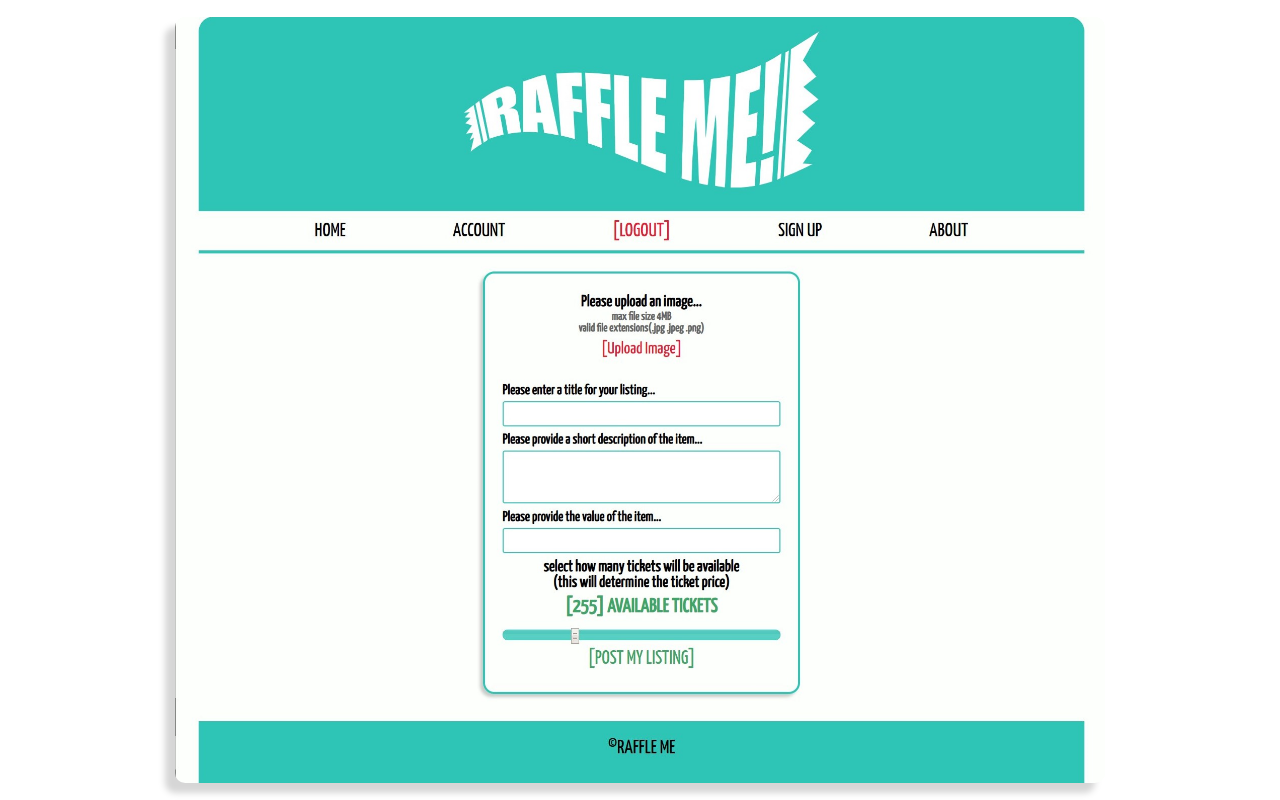 RAFFLE ME!
HOME ACCOUNT [LOGOUT] SIGN UP ABOUT
Please upload an image...
max file size 4MB
valid file extensions(.jpg .jpeg .png)
[Upload Image]
Please enter a title for your listing...
Please provide a short description of the item...
Please provide the value of the item...
select how many tickets will be available
(this will determine the ticket price)
[255] AVAILABLE TICKETS
[POST MY LISTING]
©RAFFLE ME